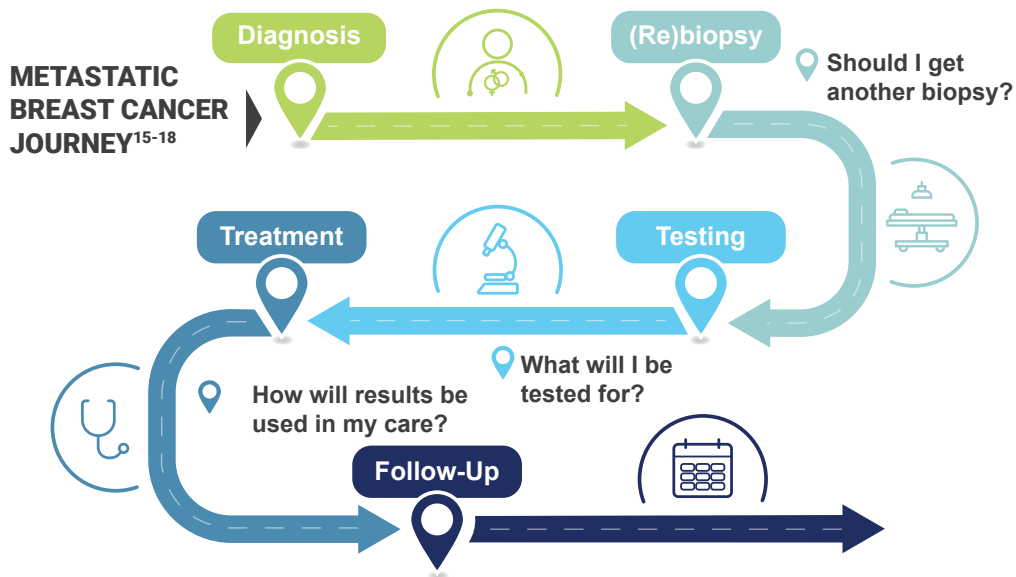 METASTATIC
BREAST CANCER
JOURNEY15-18
Diagnosis
(Re)biopsy
Should I get
another biopsy?
Treatment
Testing
What will I be
tested for?
How will results be
used in my care?
Follow-Up